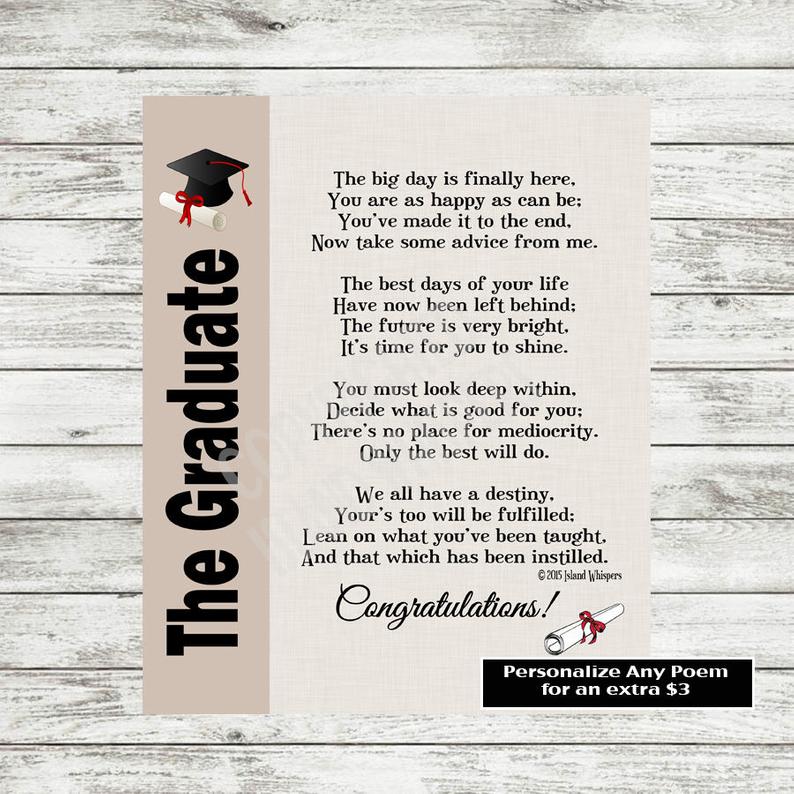 The Graduate
The big day is finally here,
You are as happy as can be;
You've made it to the end,
Now take some advice from me.
The best days of your life
Have now been left behind;
The future is very bright,
It's time for you to shine.
You must look deep within,
Decide what is good for you;
There's no place for mediocrity.
Only the best will do.
We all have a destiny,
Your's too will be fulfilled;
Lean on what you've been taught,
And that which has been instilled.
© 2015 Island Whispers
Congratulations!
Personalize Any Poem
for an extra $3